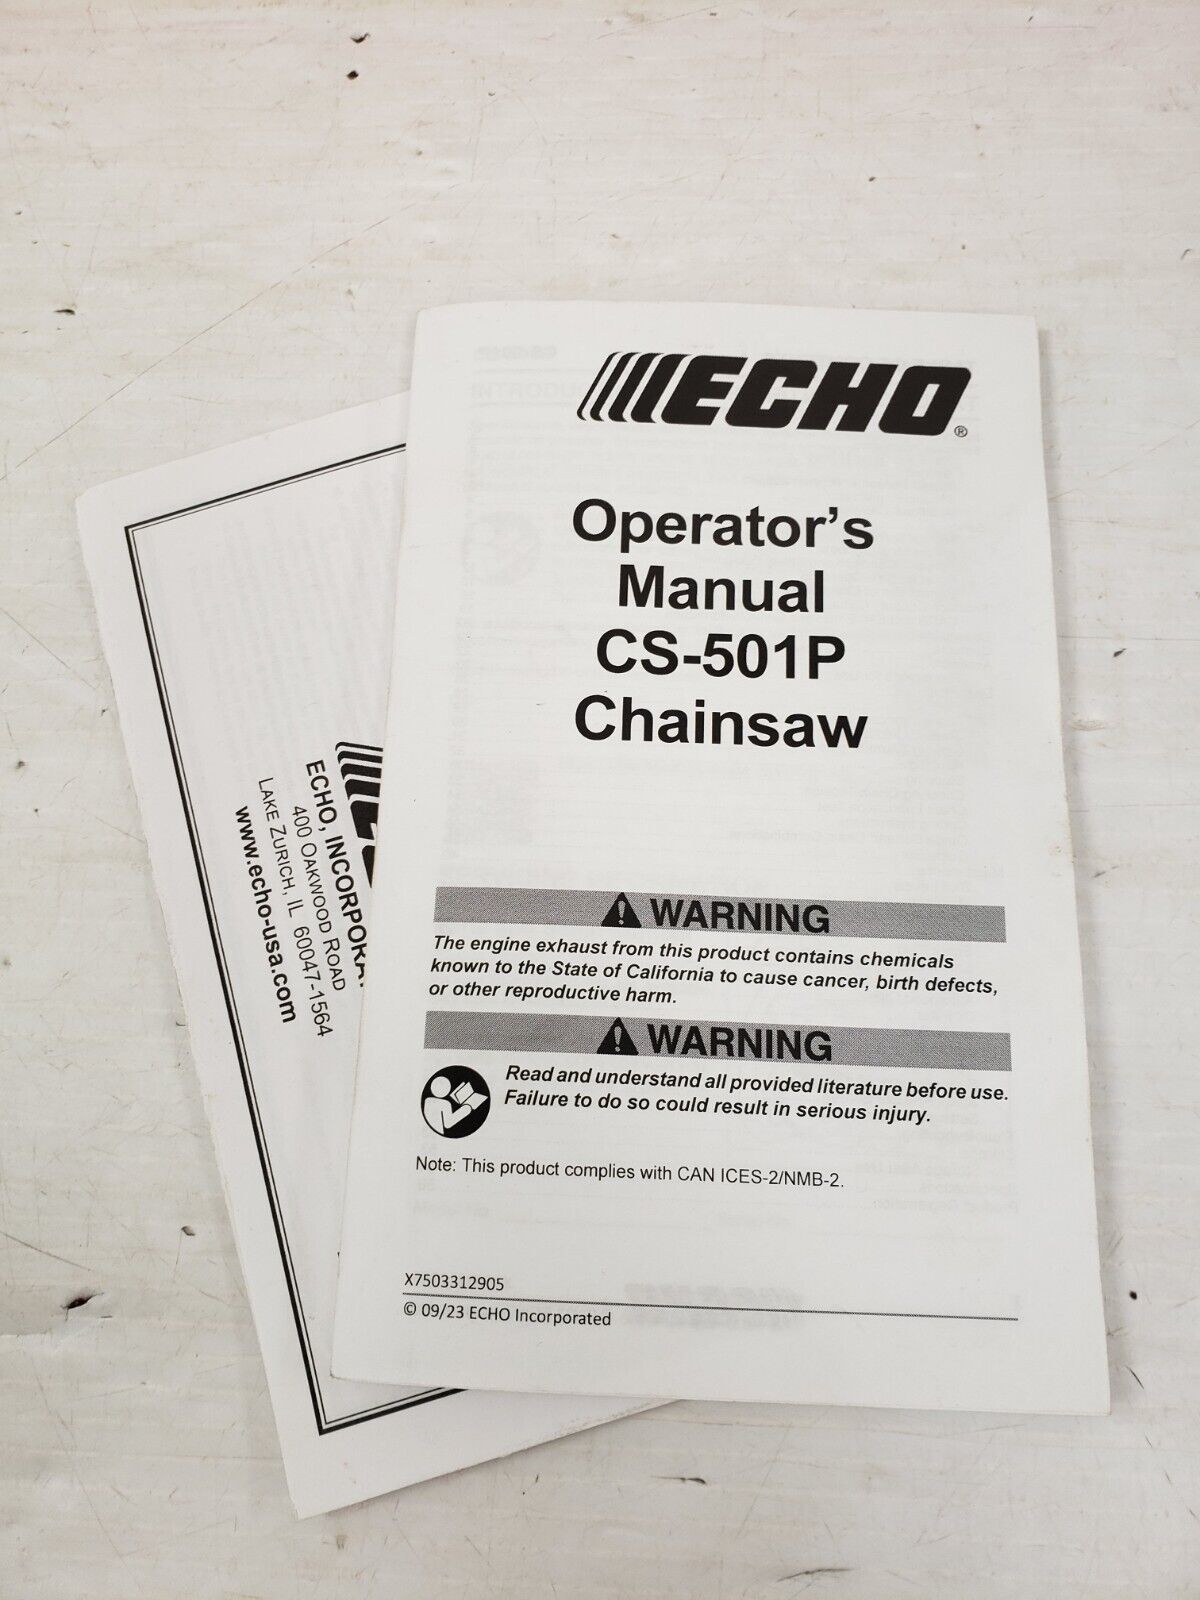 ECHO®
Operator's
Manual
CS-501P
Chainsaw
WARNING
The engine exhaust from this product contains chemicals
known to the State of California to cause cancer, birth defects,
or other reproductive harm.
WARNING
Read and understand all provided literature before use.
Failure to do so could result in serious injury.
Note: This product complies with CAN ICES-2/NMB-2.
X7503312905
© 09/23 ECHO Incorporated
ECHO, INCORPORA
400 OAKWOOD ROAD
LAKE ZURICH, IL 60047-1564
www.echo-usa.com